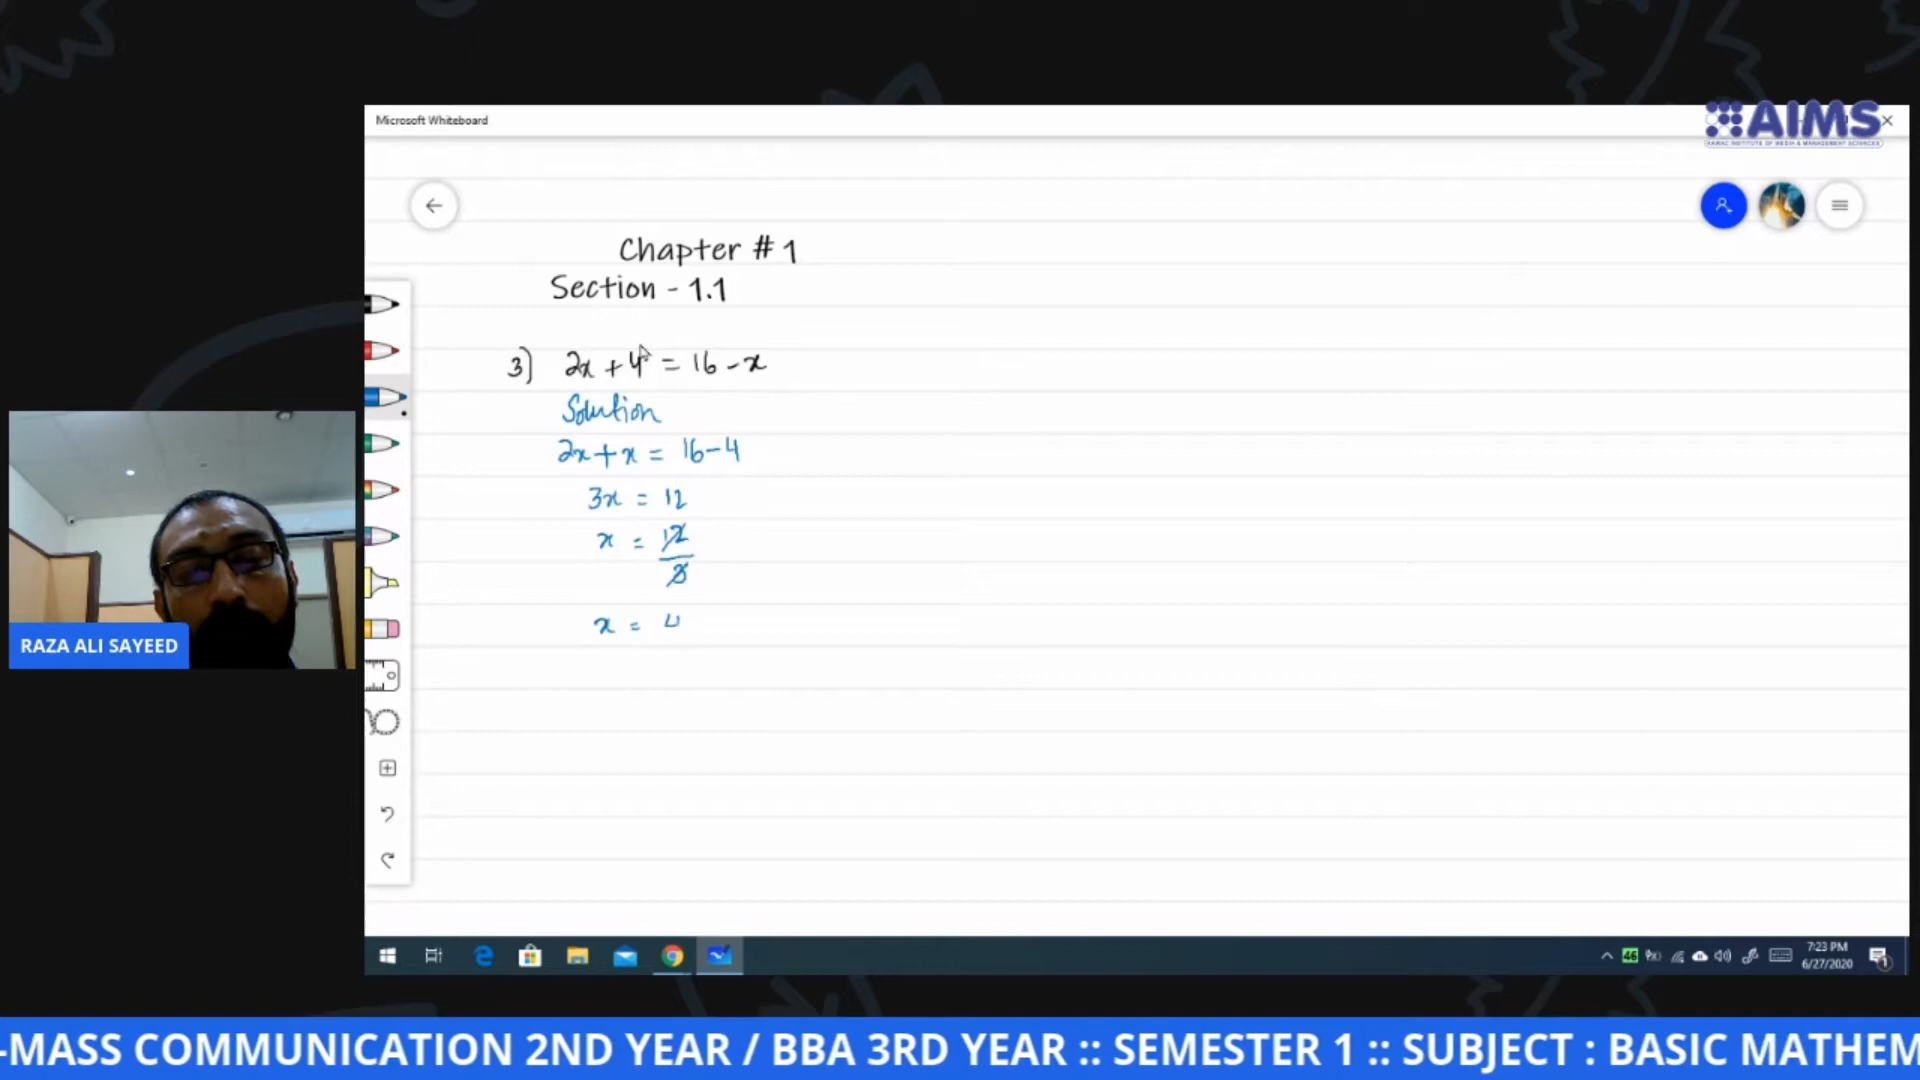 Microsoft Whiteboard
AIMS
Chapter # 1
Section - 1.1
3) 2x + 4 = 16 - x
Solution
2x + x = 16 - 4
3x = 12
x = 12
3
x = 4
RAZA ALI SAYEED
46
7:23 PM
6/27/2020
1
-MASS COMMUNICATION 2ND YEAR / BBA 3RD YEAR :: SEMESTER 1 :: SUBJECT : BASIC MATHEM